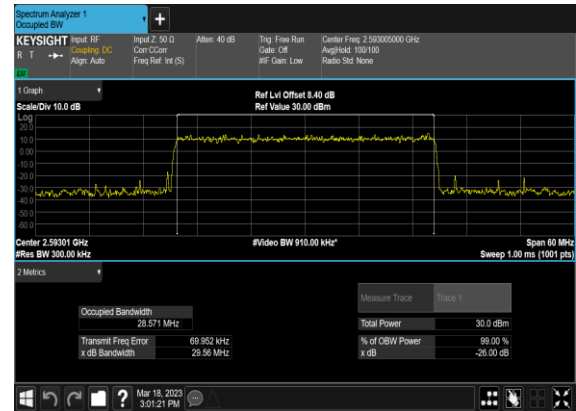 Spectrum Analyzer 1
Occupied BW
+
KEYSIGHT Input: RF Input Z: 50 Ω Atten: 40 dB Trig: Free Run Center Freq: 2.593005000 GHz
R T Coupling: DC Corr CCorr Gate: Off Avg|Hold: 100/100
Align: Auto Freq Ref: Int (S) #IF Gain: Low Radio Std: None
LXI
1 Graph
Ref Lvl Offset 8.40 dB
Scale/Div 10.0 dB Ref Value 30.00 dBm
Log
20.0
10.0
0.00
-10.0
-20.0
-30.0
-40.0
-50.0
-60.0
Center 2.59301 GHz #Video BW 910.00 kHz* Span 60 MHz
#Res BW 300.00 kHz Sweep 1.00 ms (1001 pts)
2 Metrics
Measure Trace Trace 1
Occupied Bandwidth
28.571 MHz Total Power 30.0 dBm
Transmit Freq Error 69.952 kHz % of OBW Power 99.00 %
x dB Bandwidth 29.56 MHz x dB -26.00 dB
?
Mar 18, 2023
3:01:21 PM